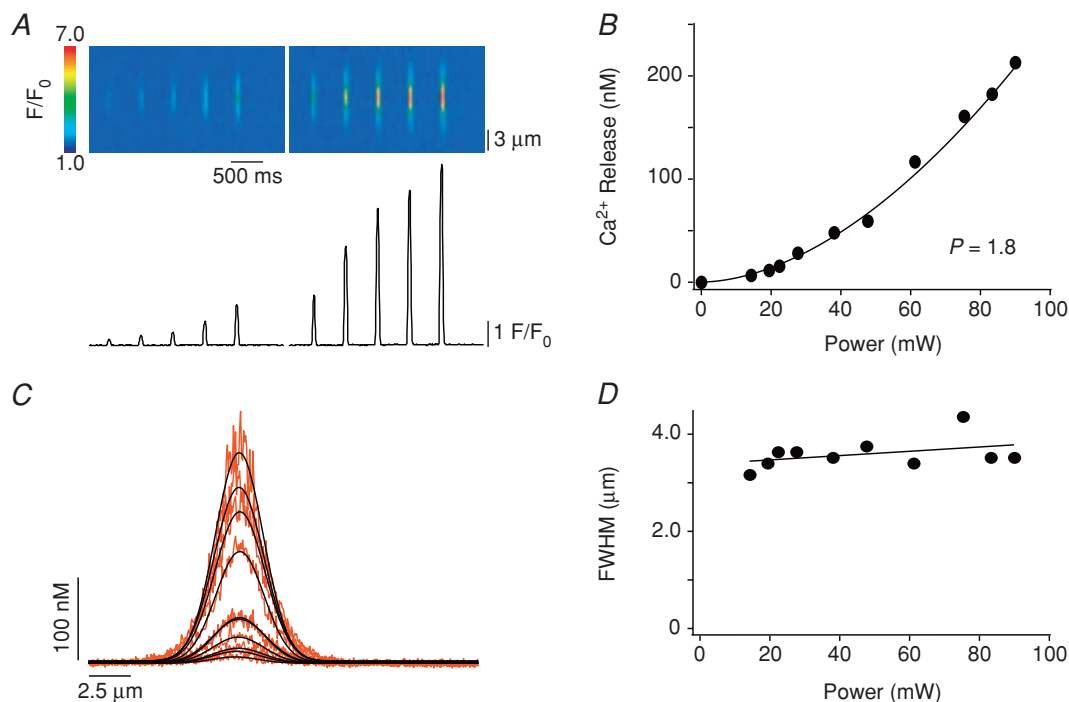 A
7.0
F/F0
1.0
3 μm
500 ms
1 F/F0
B
200
100
0
Ca2+ Release (nM)
P = 1.8
0 20 40 60 80 100
Power (mW)
C
100 nM
2.5 μm
D
4.0
2.0
0
FWHM (μm)
0 20 40 60 80 100
Power (mW)